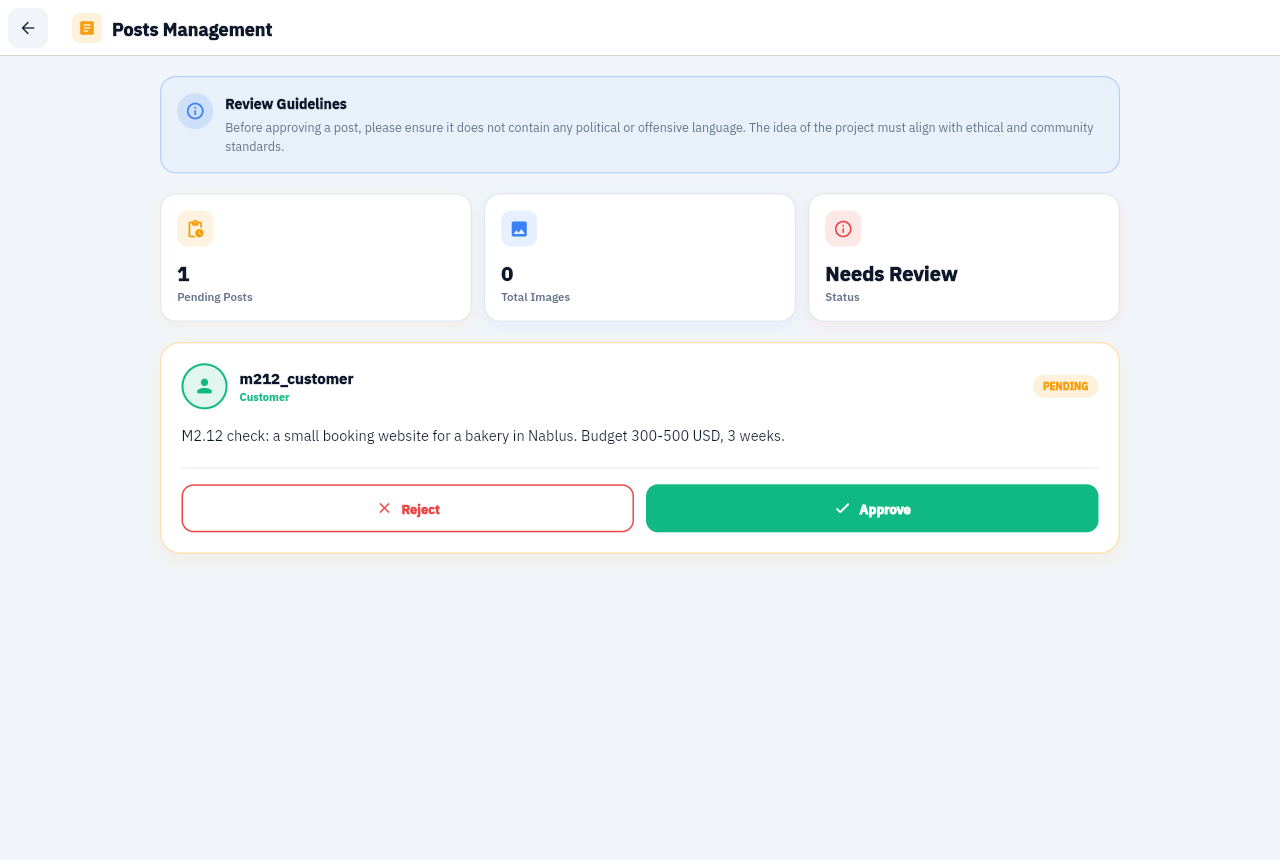 Posts Management
Review Guidelines
Before approving a post, please ensure it does not contain any political or offensive language. The idea of the project must align with ethical and community
standards.
1
Pending Posts
0
Total Images
Needs Review
Status
m212_customer
Customer
PENDING
M2.12 check: a small booking website for a bakery in Nablus. Budget 300-500 USD, 3 weeks.
Reject
Approve